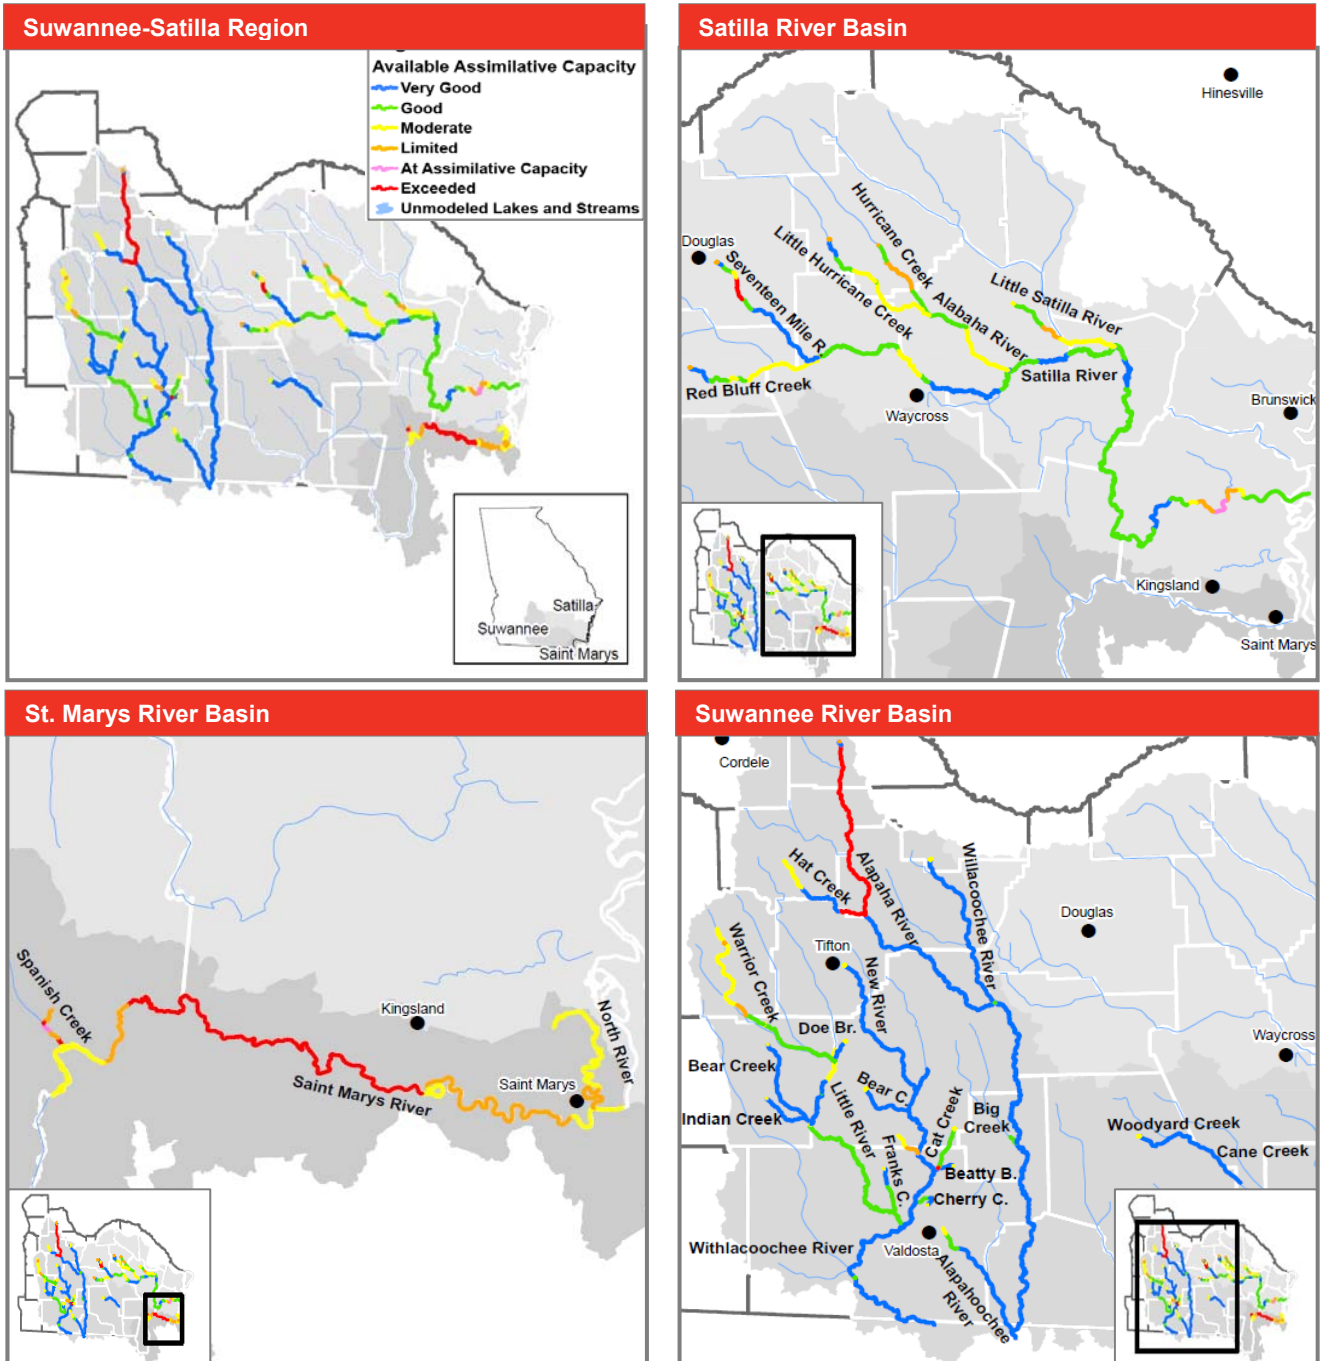 Suwannee-Satilla Region
Available Assimilative Capacity
Very Good
Good
Moderate
Limited
At Assimilative Capacity
Exceeded
Unmodeled Lakes and Streams
Satilla
Suwannee
Saint Marys
Satilla River Basin
Hinesville
Douglas
Hurricane Creek
Little Hurricane Creek
Seventeen Mile R.
Alabaha River
Little Satilla River
Satilla River
Red Bluff Creek
Waycross
Brunswick
Kingsland
Saint Marys
St. Marys River Basin
Spanish Creek
Kingsland
North River
Saint Marys
Saint Marys River
Suwannee River Basin
Cordele
Hat Creek
Alapaha River
Willacoochee River
Douglas
Warrior Creek
Tifton
New River
Doe Br.
Waycross
Bear Creek
Bear C.
Little River
Cat Creek
Big
Creek
Indian Creek
Franks C.
Woodyard Creek
Cane Creek
Beatty B.
Cherry C.
Withlacoochee River
Valdosta
Alapahoochee
River